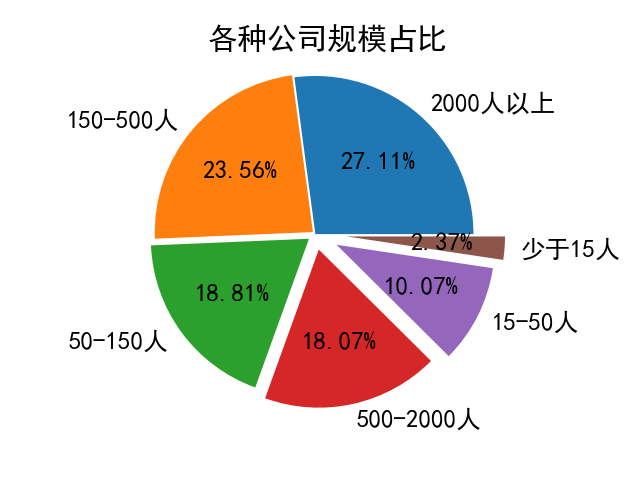 各种公司规模占比
2000人以上
150-500人
27.11%
23.56%
2.37%
少于15人
10.07%
18.81%
15-50人
18.07%
50-150人
500-2000人